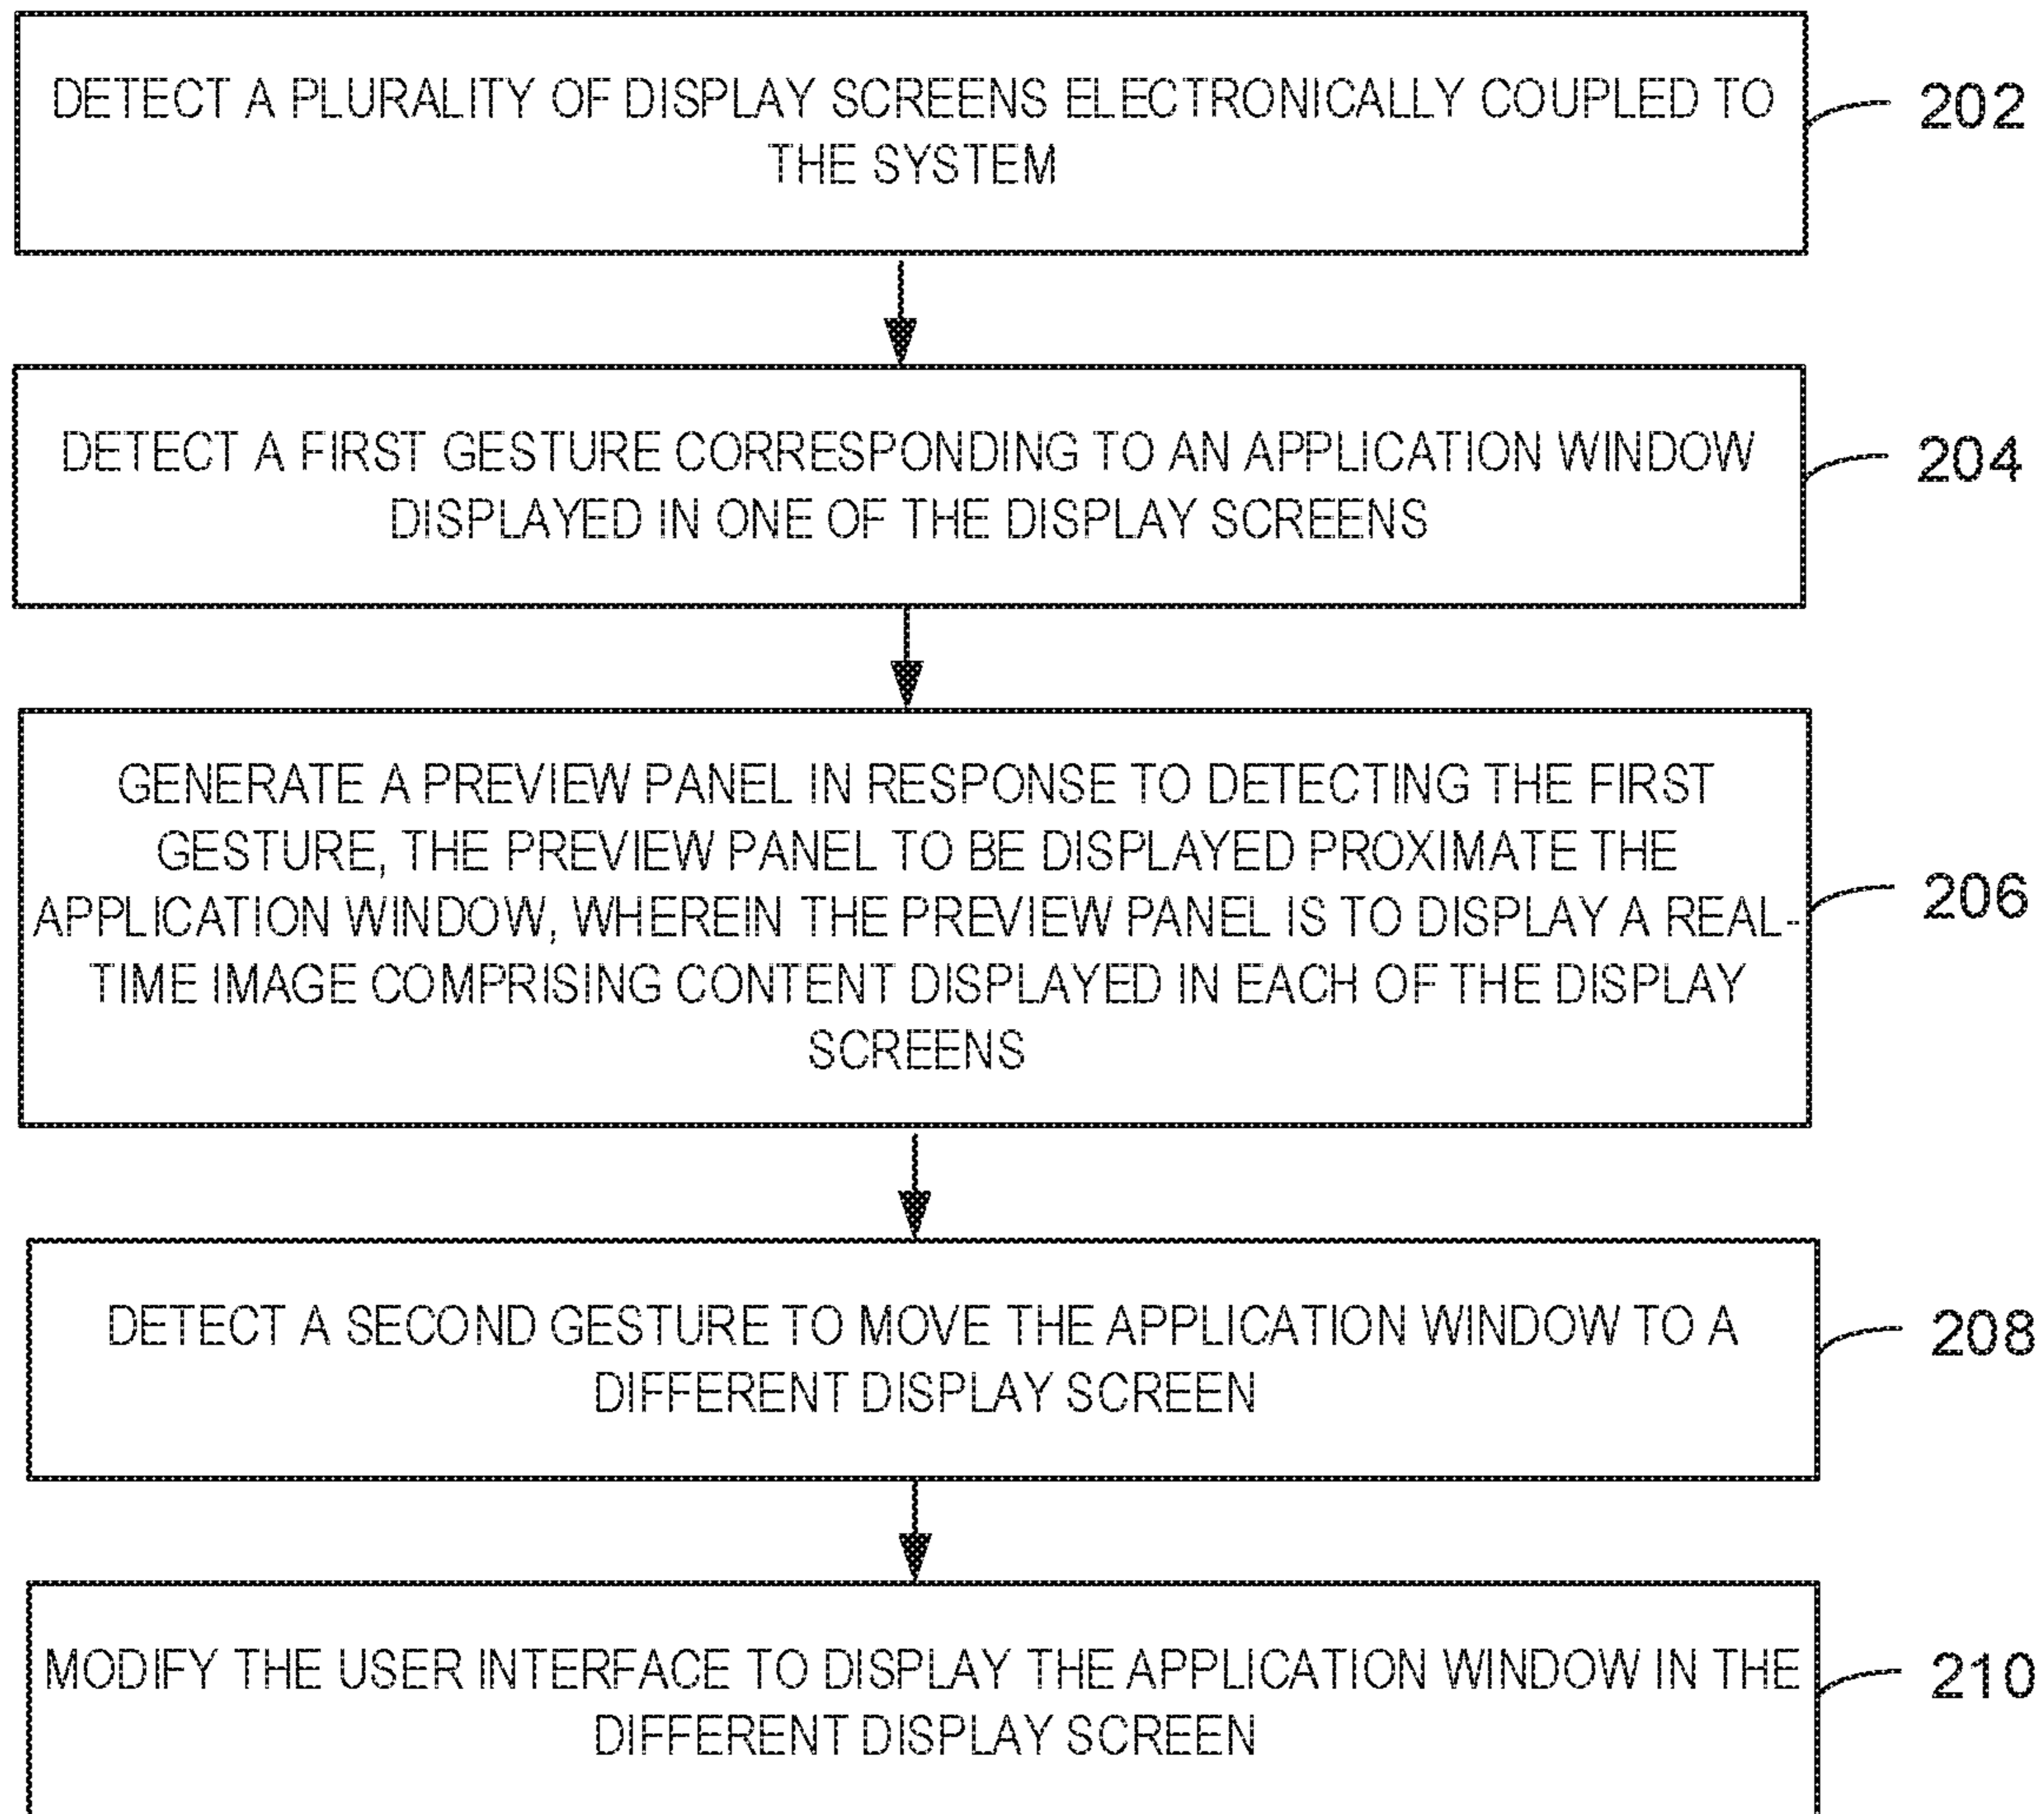 DETECT A PLURALITY OF DISPLAY SCREENS ELECTRONICALLY COUPLED TO
THE SYSTEM
202
DETECT A FIRST GESTURE CORRESPONDING TO AN APPLICATION WINDOW
DISPLAYED IN ONE OF THE DISPLAY SCREENS
204
GENERATE A PREVIEW PANEL IN RESPONSE TO DETECTING THE FIRST
GESTURE, THE PREVIEW PANEL TO BE DISPLAYED PROXIMATE THE
APPLICATION WINDOW, WHEREIN THE PREVIEW PANEL IS TO DISPLAY A REAL-
TIME IMAGE COMPRISING CONTENT DISPLAYED IN EACH OF THE DISPLAY
SCREENS
206
DETECT A SECOND GESTURE TO MOVE THE APPLICATION WINDOW TO A
DIFFERENT DISPLAY SCREEN
208
MODIFY THE USER INTERFACE TO DISPLAY THE APPLICATION WINDOW IN THE
DIFFERENT DISPLAY SCREEN
210